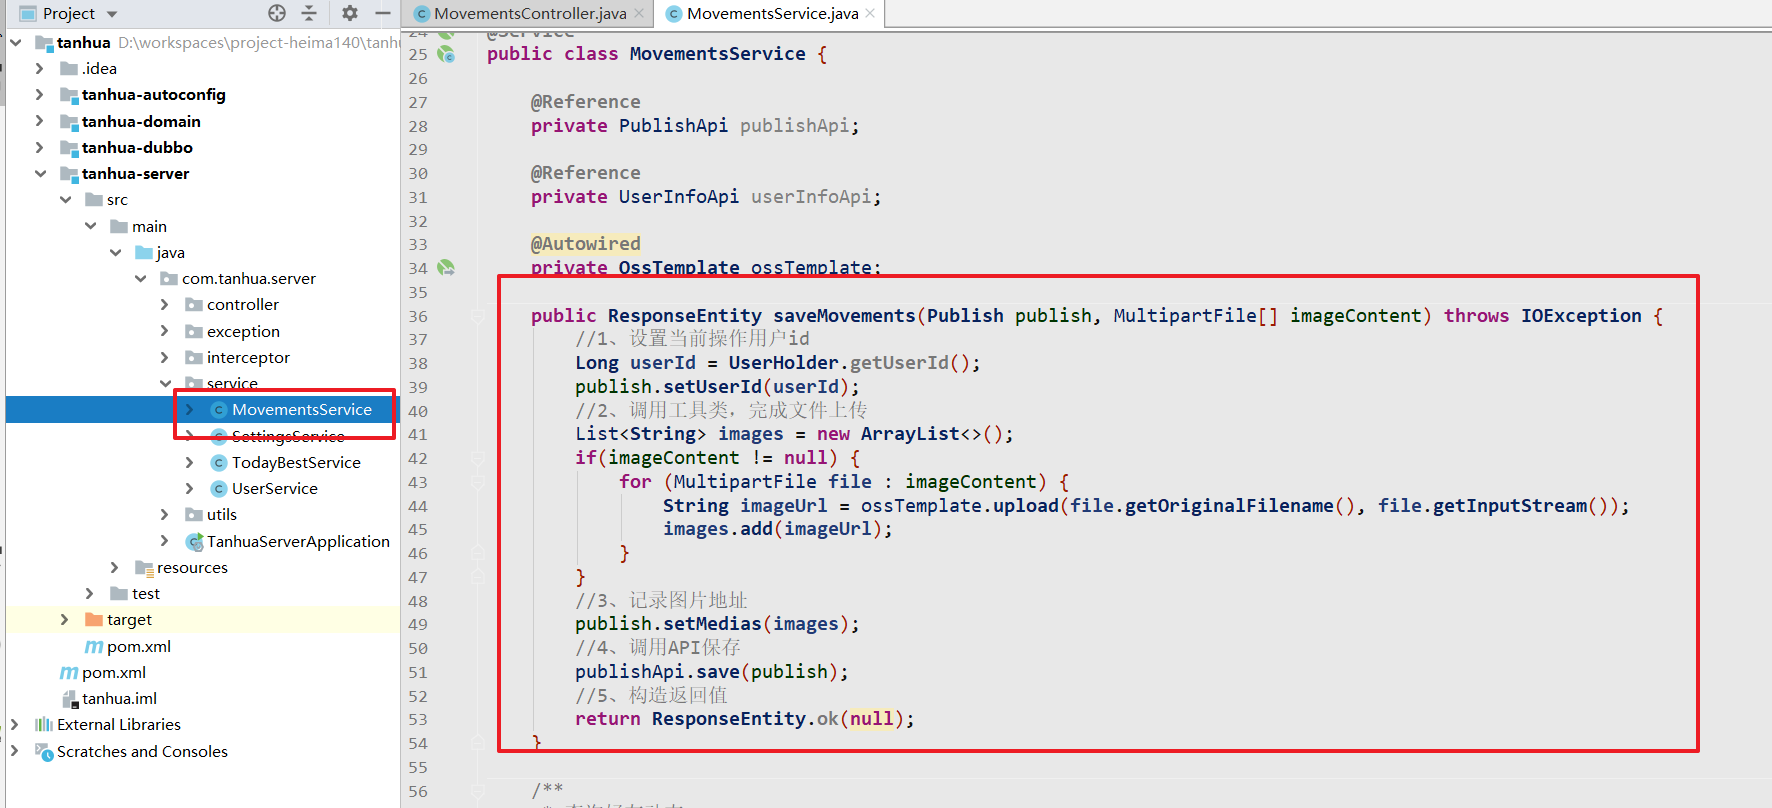 Project
MovementsController.java
MovementsService.java
tanhua D:\workspaces\project-heima140\tanhu
.idea
tanhua-autoconfig
tanhua-domain
tanhua-dubbo
tanhua-server
src
main
java
com.tanhua.server
controller
exception
interceptor
service
MovementsService
SettingsService
TodayBestService
UserService
utils
TanhuaServerApplication
resources
test
target
pom.xml
pom.xml
tanhua.iml
External Libraries
Scratches and Consoles
24 @Service
25 public class MovementsService {
26
27 @Reference
28 private PublishApi publishApi;
29
30 @Reference
31 private UserInfoApi userInfoApi;
32
33 @Autowired
34 private OssTemplate ossTemplate;
35
36 public ResponseEntity saveMovements(Publish publish, MultipartFile[] imageContent) throws IOException {
37 //1、设置当前操作用户id
38 Long userId = UserHolder.getUserId();
39 publish.setUserId(userId);
40 //2、调用工具类，完成文件上传
41 List<String> images = new ArrayList<>();
42 if(imageContent != null) {
43 for (MultipartFile file : imageContent) {
44 String imageUrl = ossTemplate.upload(file.getOriginalFilename(), file.getInputStream());
45 images.add(imageUrl);
46 }
47 }
48 //3、记录图片地址
49 publish.setMedias(images);
50 //4、调用API保存
51 publishApi.save(publish);
52 //5、构造返回值
53 return ResponseEntity.ok(null);
54 }
55
56 /**